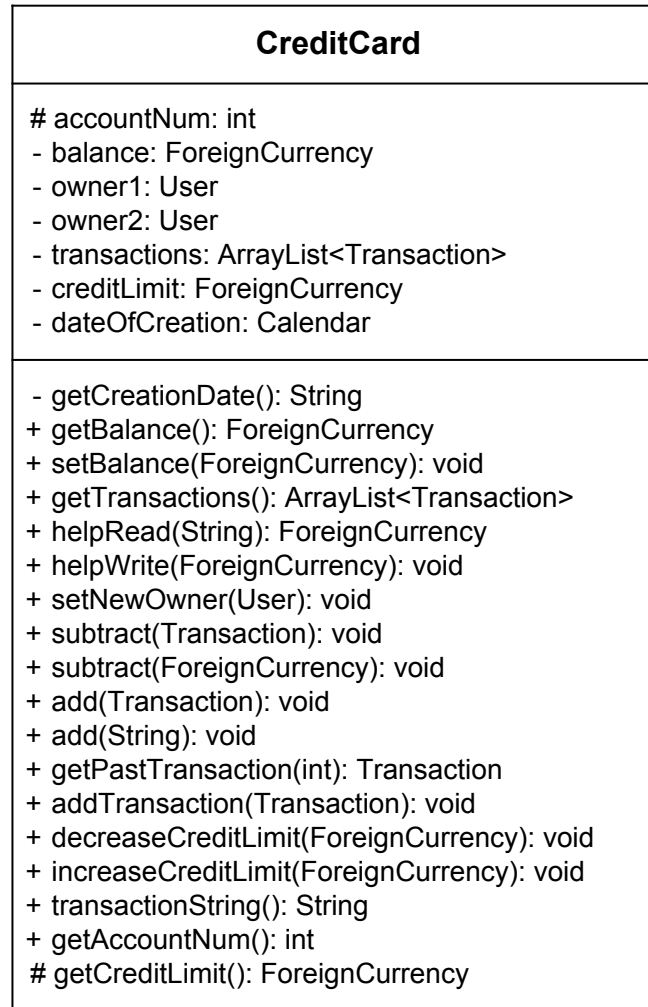 CreditCard
# accountNum: int
- balance: ForeignCurrency
- owner1: User
- owner2: User
- transactions: ArrayList<Transaction>
- creditLimit: ForeignCurrency
- dateOfCreation: Calendar
- getCreationDate(): String
+ getBalance(): ForeignCurrency
+ setBalance(ForeignCurrency): void
+ getTransactions(): ArrayList<Transaction>
+ helpRead(String): ForeignCurrency
+ helpWrite(ForeignCurrency): void
+ setNewOwner(User): void
+ subtract(Transaction): void
+ subtract(ForeignCurrency): void
+ add(Transaction): void
+ add(String): void
+ getPastTransaction(int): Transaction
+ addTransaction(Transaction): void
+ decreaseCreditLimit(ForeignCurrency): void
+ increaseCreditLimit(ForeignCurrency): void
+ transactionString(): String
+ getAccountNum(): int
# getCreditLimit(): ForeignCurrency